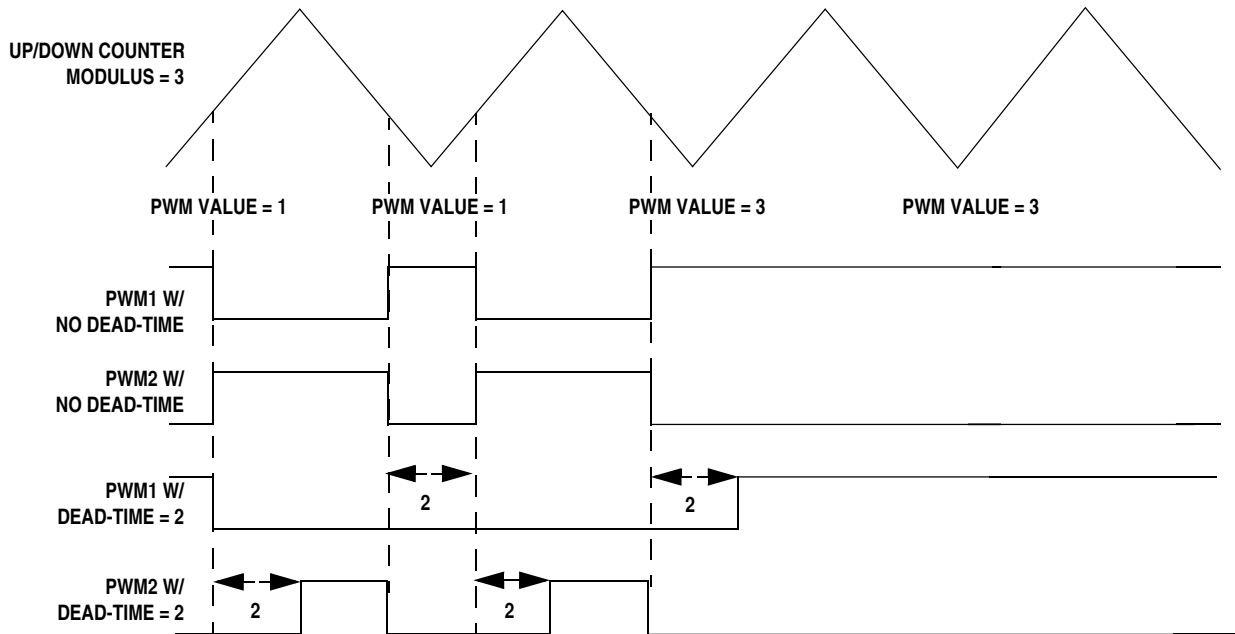 UP/DOWN COUNTER
MODULUS = 3
PWM VALUE = 1
PWM VALUE = 1
PWM VALUE = 3
PWM VALUE = 3
PWM1 W/
NO DEAD-TIME
PWM2 W/
NO DEAD-TIME
PWM1 W/
DEAD-TIME = 2
2
2
PWM2 W/
DEAD-TIME = 2
2
2